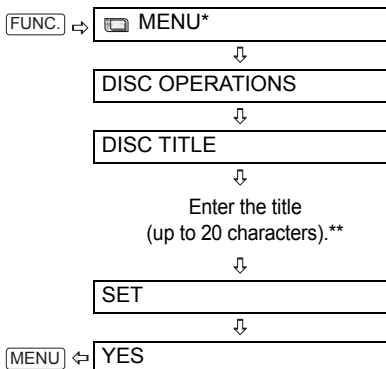 FUNC. ⇨ MENU*
⇩
DISC OPERATIONS
⇩
DISC TITLE
⇩
Enter the title
(up to 20 characters).**
⇩
SET
⇩
MENU ⇦ YES